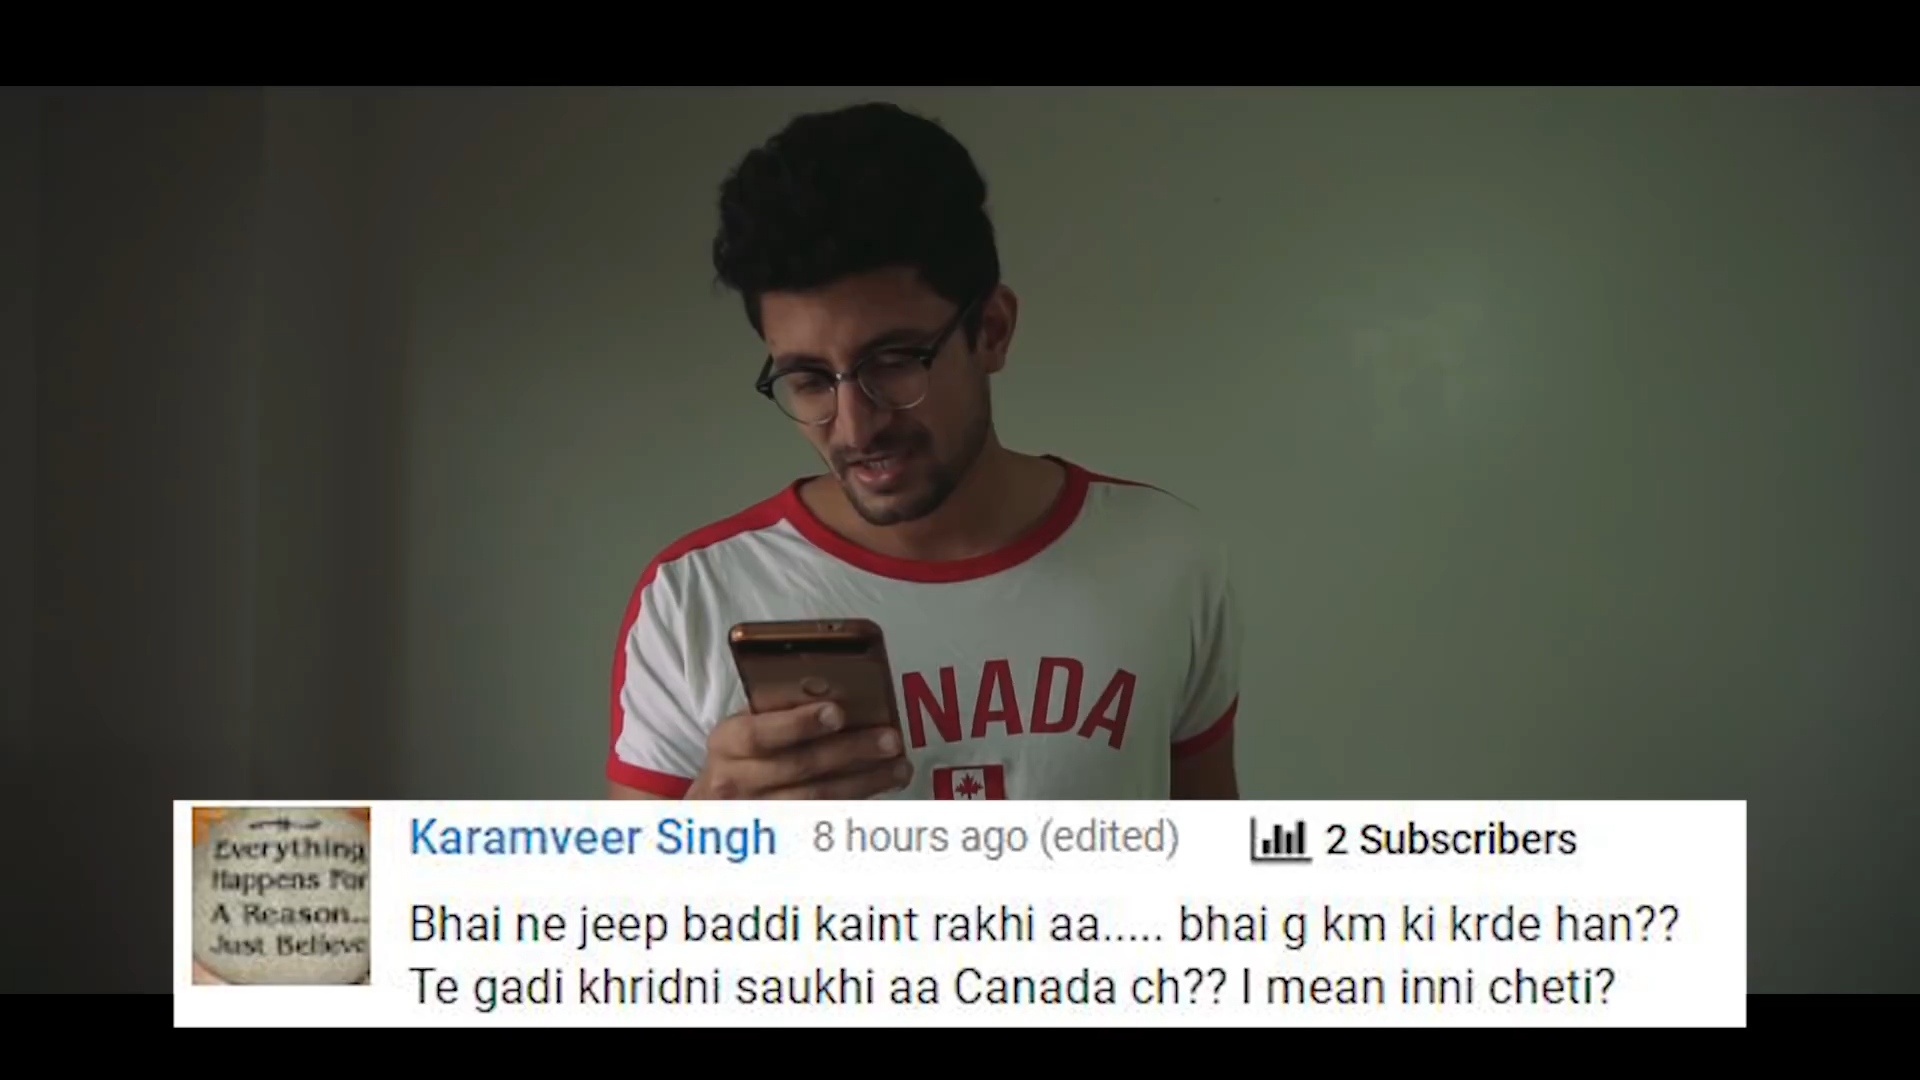 NADA
Everything
Happens For
A Reason...
Just Believe
Karamveer Singh 8 hours ago (edited) 2 Subscribers
Bhai ne jeep baddi kaint rakhi aa..... bhai g km ki krde han??
Te gadi khridni saukhi aa Canada ch?? I mean inni cheti?